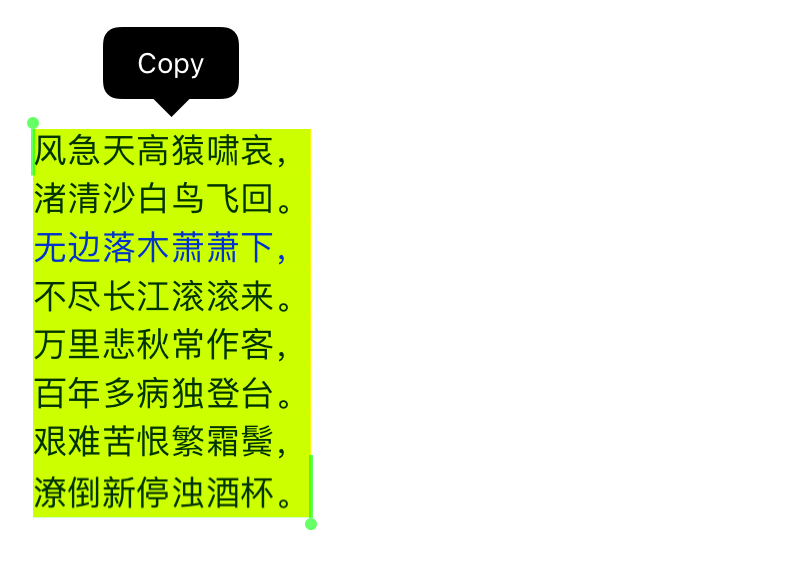 Copy
风急天高猿啸哀，
渚清沙白鸟飞回。
无边落木萧萧下，
不尽长江滚滚来。
万里悲秋常作客，
百年多病独登台。
艰难苦恨繁霜鬓，
潦倒新停浊酒杯。